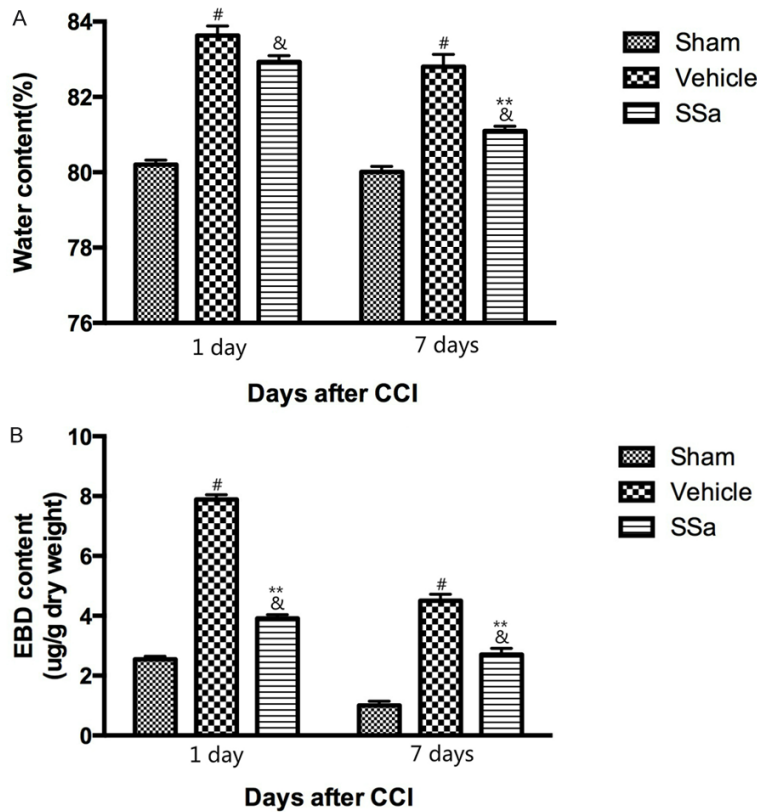 A
Water content(%)
84
82
80
78
76
#
&
#
**
&
1 day
7 days
Days after CCI
Sham
Vehicle
SSa
B
EBD content
(ug/g dry weight)
10
8
6
4
2
0
#
**
&
#
**
&
1 day
7 days
Days after CCI
Sham
Vehicle
SSa